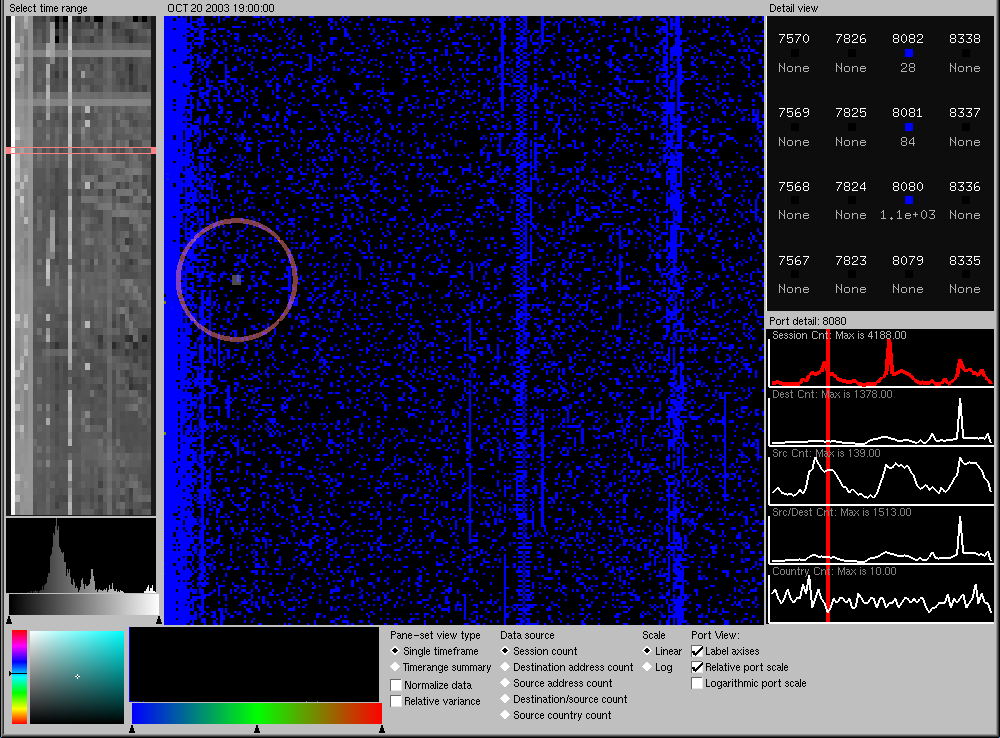 Select time range
OCT 20 2003 19:00:00
Detail view
7570 7826 8082 8338
None None 28 None
7569 7825 8081 8337
None None 84 None
7568 7824 8080 8336
None None 1.1e+03 None
7567 7823 8079 8335
None None None None
Port detail: 8080
Session Cnt: Max is 4188.00
Dest Cnt: Max is 1378.00
Src Cnt: Max is 139.00
Src/Dest Cnt: Max is 1513.00
Country Cnt: Max is 10.00
Pane-set view type
Single timeframe
Timerange summary
Normalize data
Relative variance
Data source
Session count
Destination address count
Source address count
Destination/source count
Source country count
Scale
Linear
Log
Port View:
Label axises
Relative port scale
Logarithmic port scale